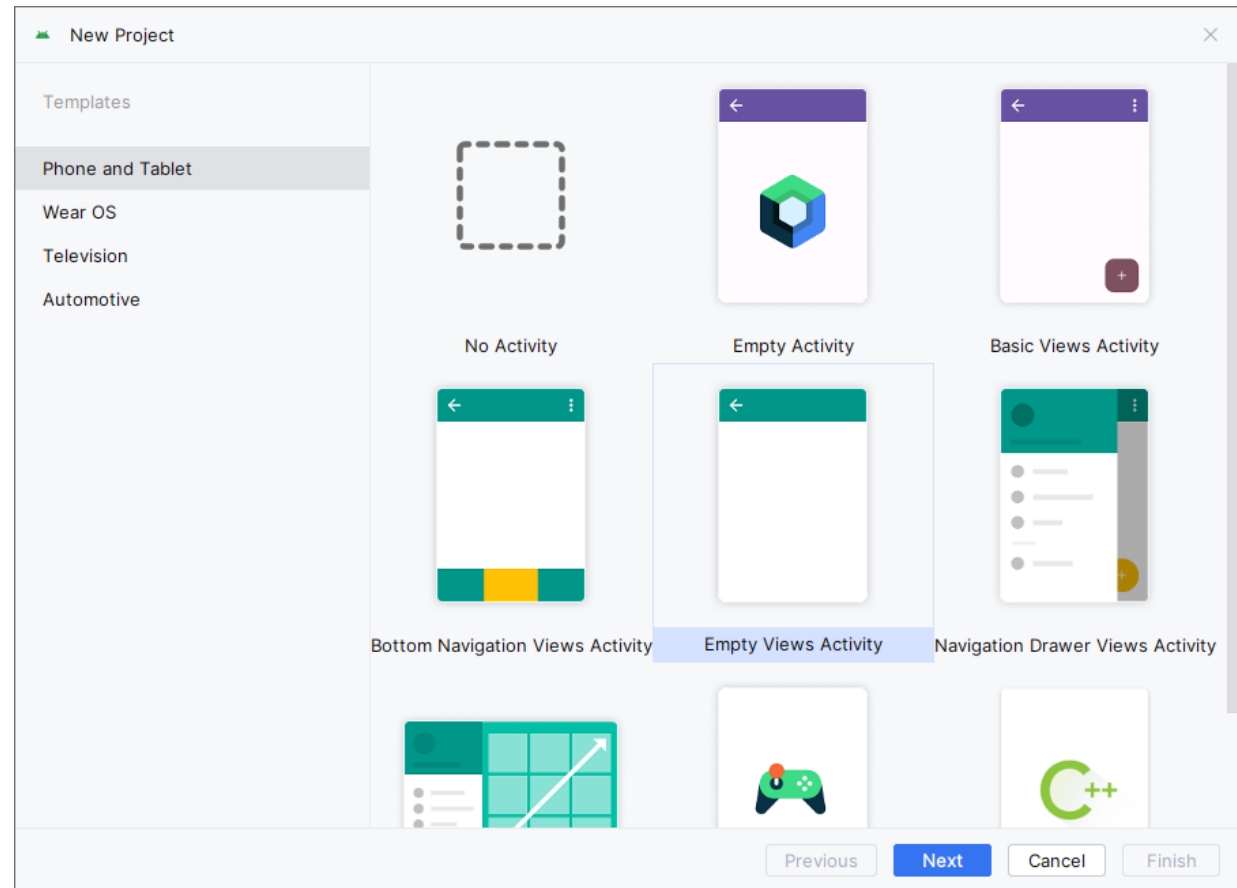 New Project
Templates
Phone and Tablet
Wear OS
Television
Automotive
No Activity
Empty Activity
Basic Views Activity
Bottom Navigation Views Activity
Empty Views Activity
Navigation Drawer Views Activity
C++
Previous
Next
Cancel
Finish